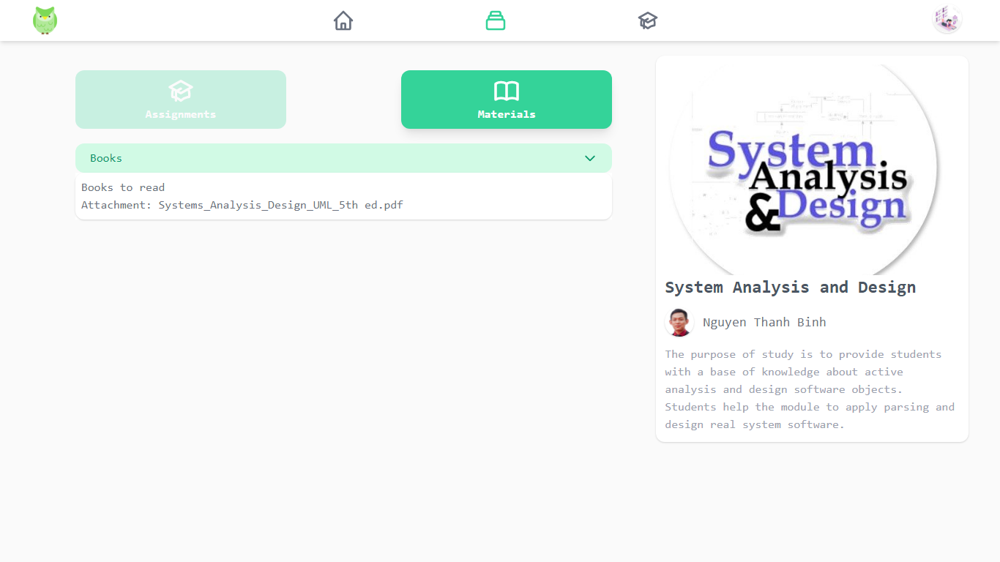 Assignments
Materials
Books
Books to read
Attachment: Systems_Analysis_Design_UML_5th ed.pdf
System
Analysis
&Design
System Analysis and Design
Nguyen Thanh Binh
The purpose of study is to provide students
with a base of knowledge about active
analysis and design software objects.
Students help the module to apply parsing and
design real system software.